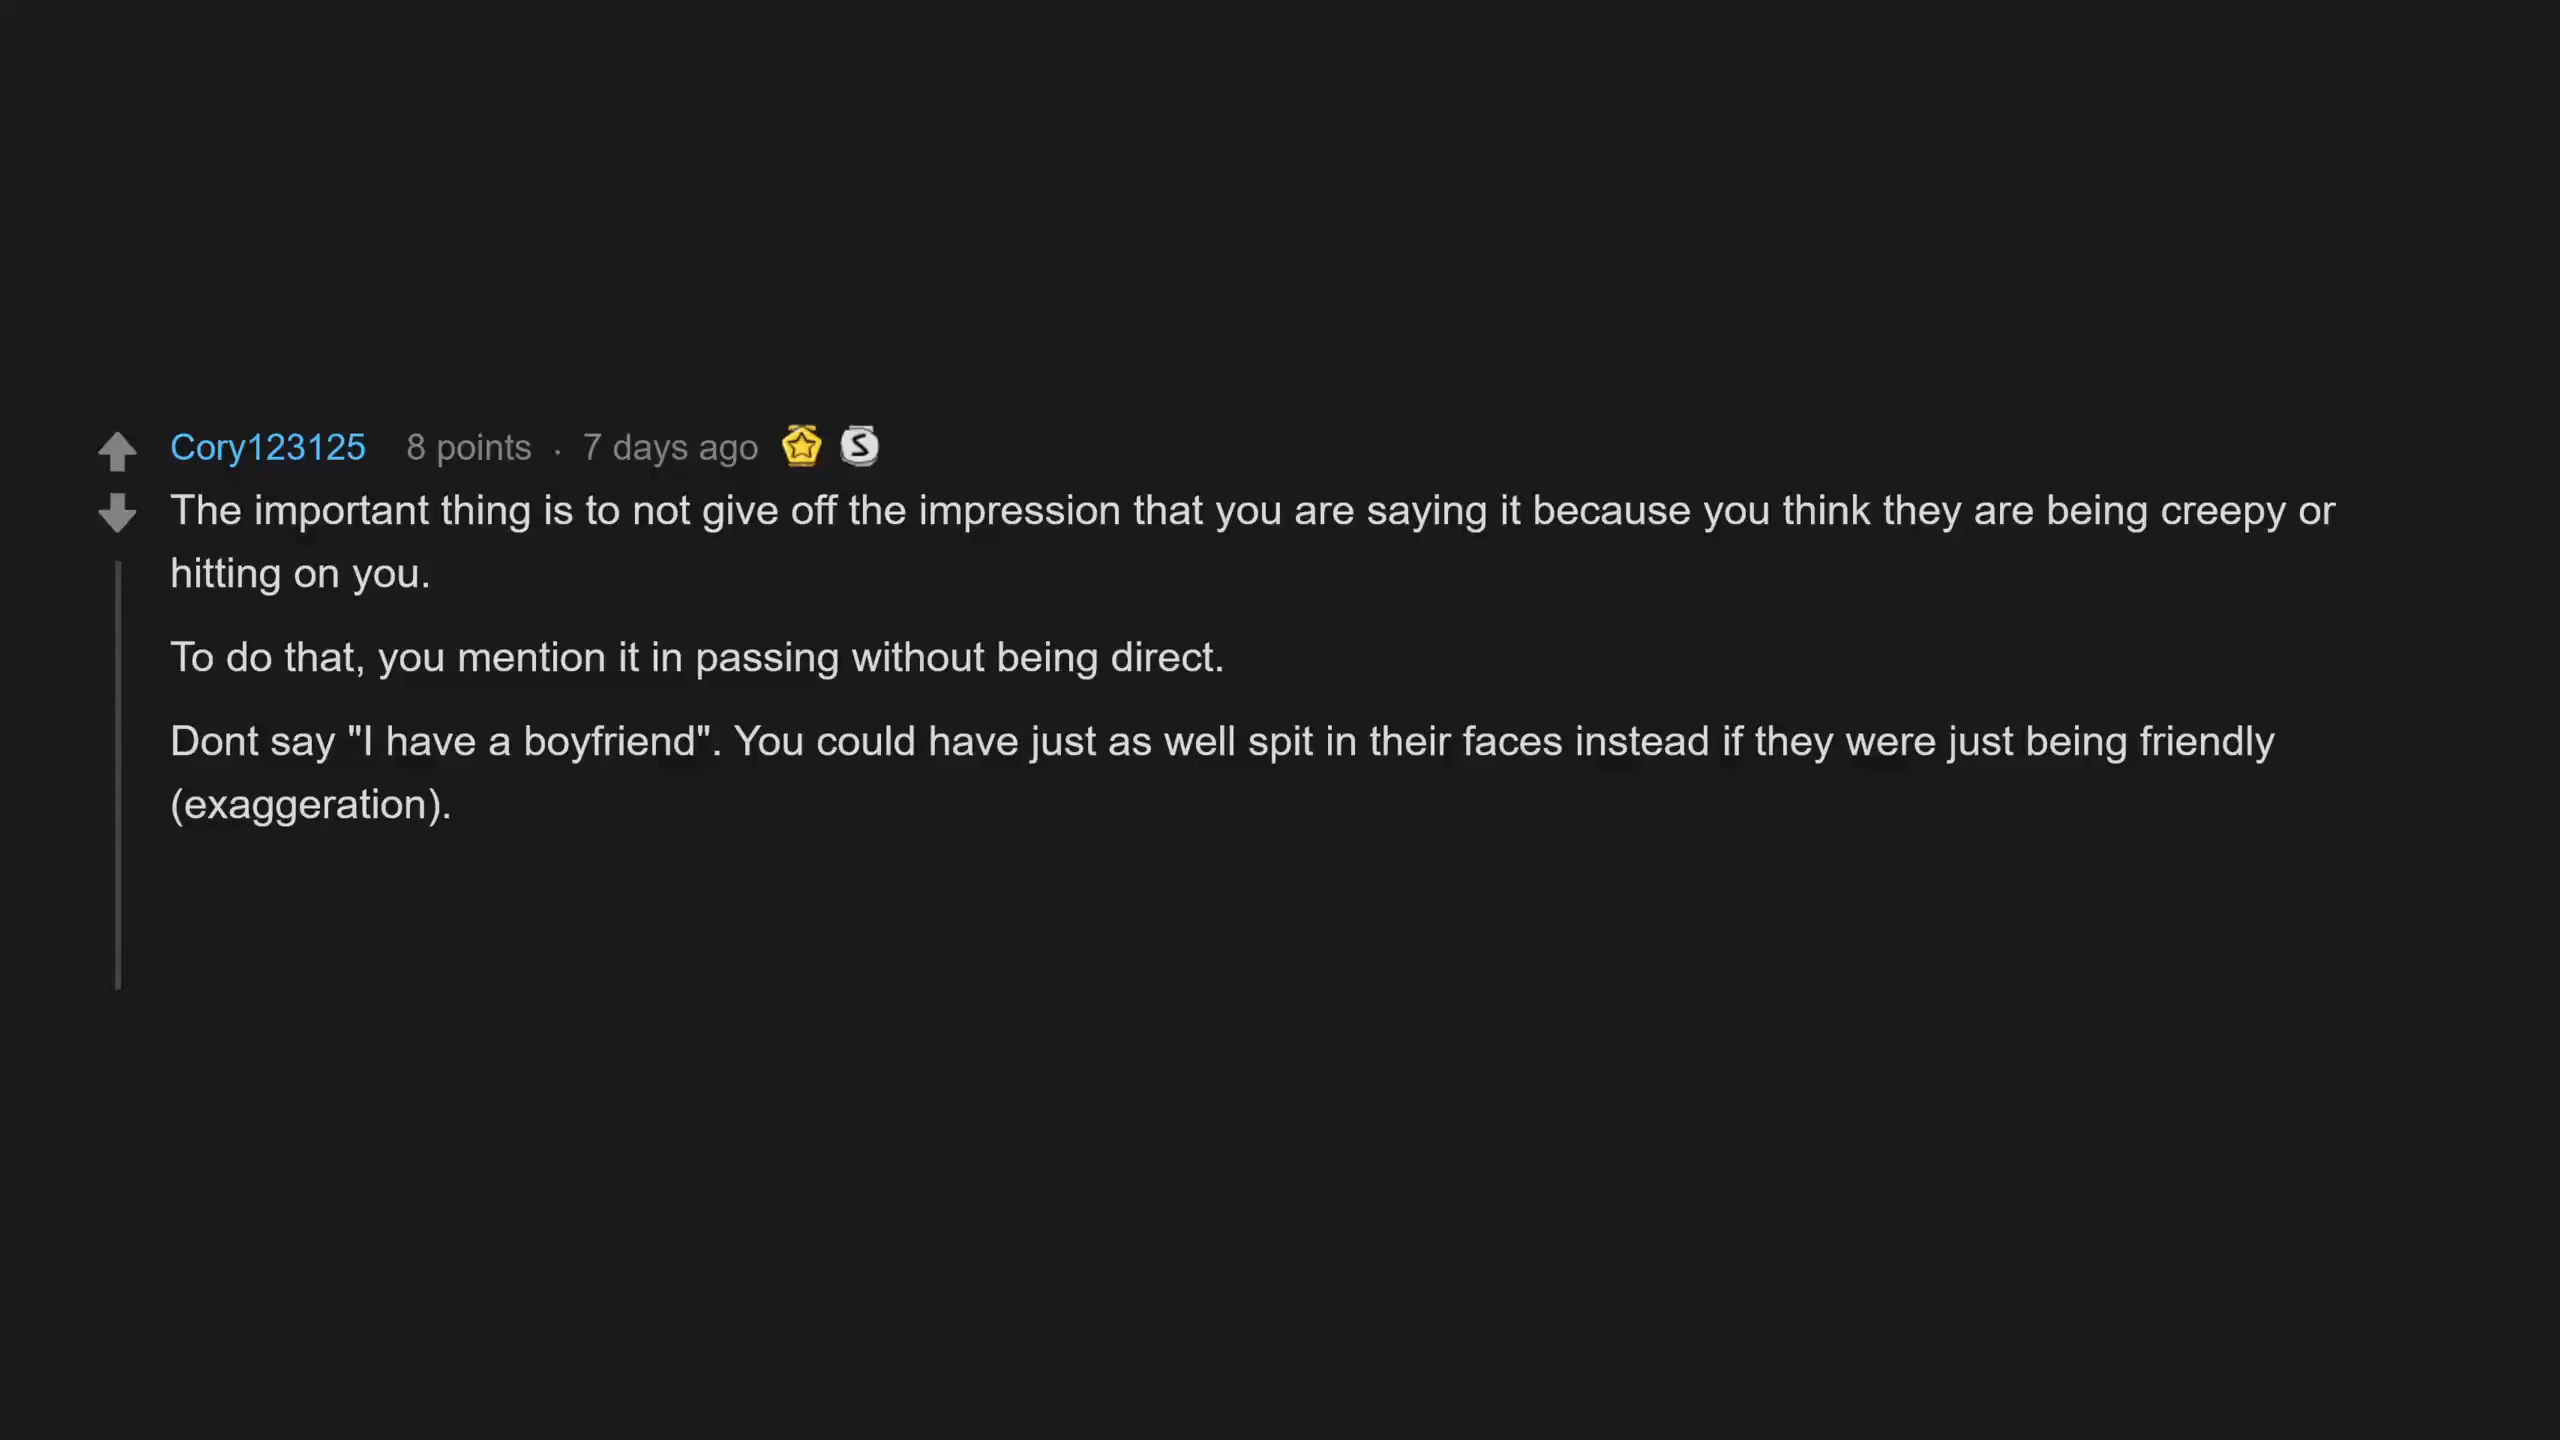 Cory123125 8 points · 7 days ago
The important thing is to not give off the impression that you are saying it because you think they are being creepy or
hitting on you.
To do that, you mention it in passing without being direct.
Dont say "I have a boyfriend". You could have just as well spit in their faces instead if they were just being friendly
(exaggeration).